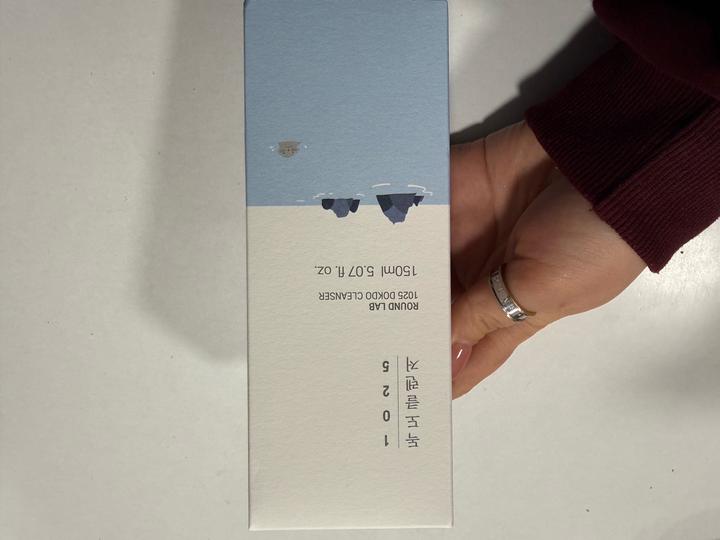 1025
독도 클렌저
ROUND LAB
1025 DOKDO CLEANSER
150ml 5.07 fl. oz.